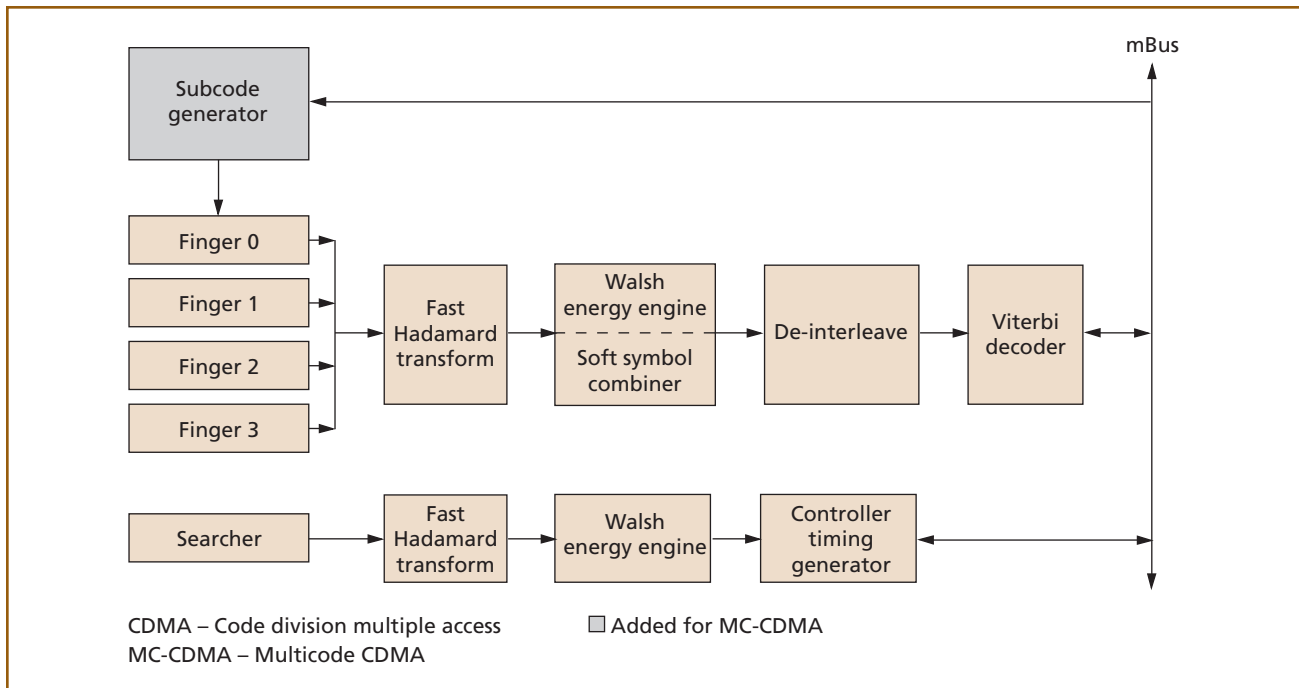 mBus
Subcode
generator
Finger 0
Finger 1
Finger 2
Finger 3
Fast
Hadamard
transform
Walsh
energy engine
Soft symbol
combiner
De-interleave
Viterbi
decoder
Searcher
Fast
Hadamard
transform
Walsh
energy engine
Controller
timing
generator
CDMA – Code division multiple access
MC-CDMA – Multicode CDMA
Added for MC-CDMA